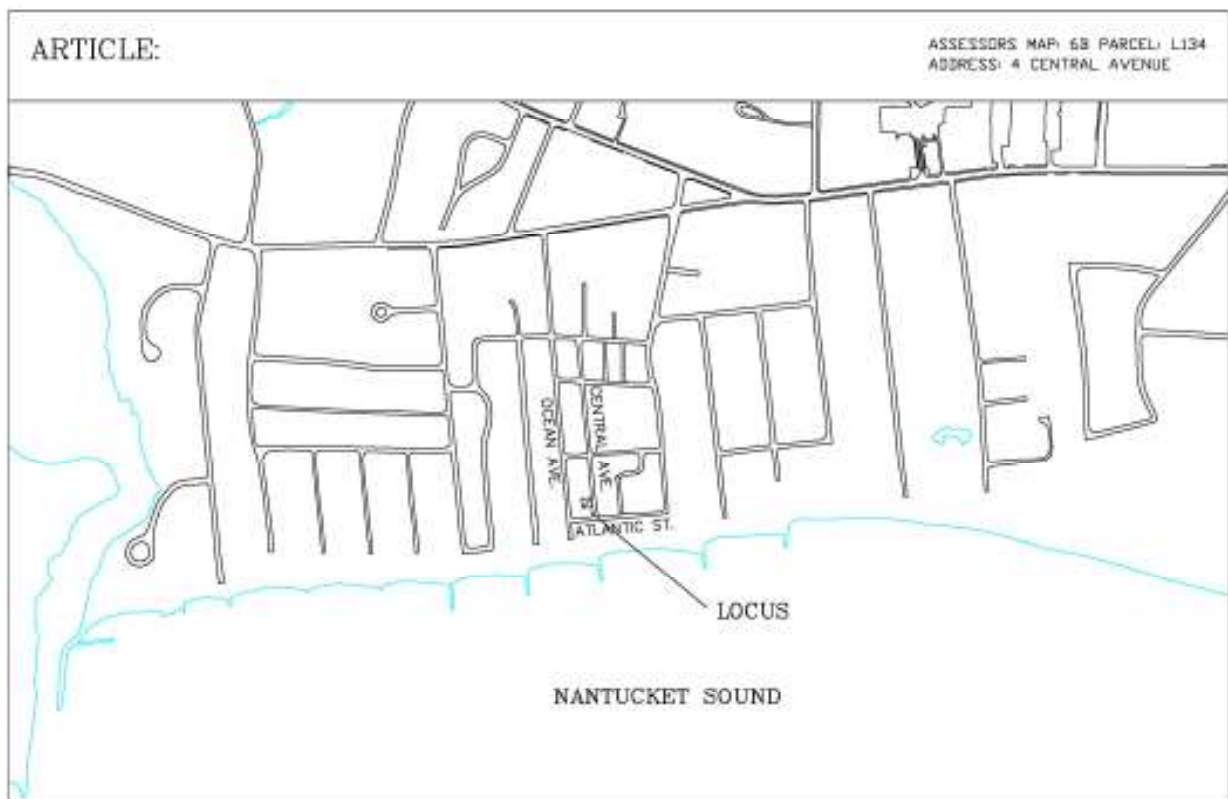 ARTICLE:
ASSESSORS MAP: 6B PARCEL: L134
ADDRESS: 4 CENTRAL AVENUE
OCEAN AVE.
CENTRAL AVE.
ATLANTIC ST.
LOCUS
NANTUCKET SOUND